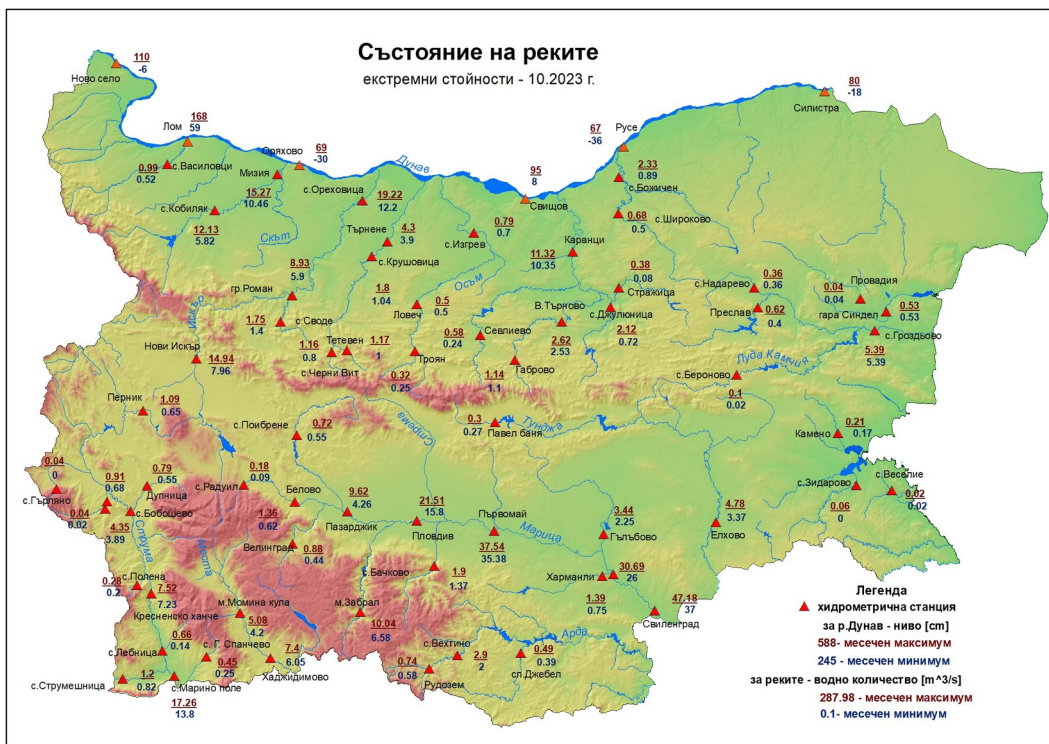 Състояние на реките
екстремни стойности - 10.2023 г.
110
-6
Ново село
80
-18
Силистра
Лом
168
59
Оряхово
69
-30
Дунав
67
-36
Русе
95
8
Свищов
0.99
0.52
с.Василовци
Мизия
15.27
10.46
с.Кобиляк
12.13
5.82
Скът
с.Ореховица
19.22
12.2
Търнене
4.3
3.9
с.Крушовица
1.8
1.04
0.79
0.7
с.Изгрев
Осъм
11.32
10.35
Каранци
2.33
0.89
с.Божичен
0.68
0.5
с.Широково
0.38
0.08
Стражица
с.Джулюница
2.12
0.72
В.Търново
2.62
2.53
0.36
0.36
с.Надарево
Преслав
0.62
0.4
Провадия
0.04
0.04
гара Синдел
0.53
0.53
с.Гроздьово
5.39
5.39
Луда Камчия
с.Бероново
0.1
0.02
8.93
5.9
гр.Роман
Искър
1.75
1.4
с.Своде
Нови Искър
14.94
7.96
1.16
0.8
Тетевен
с.Черни Вит
1.17
1
0.5
0.5
Ловеч
Троян
0.32
0.25
0.58
0.24
Севлиево
Габрово
1.14
1.1
Перник
1.09
0.65
с.Поибрене
0.72
0.55
Стряма
0.3
0.27
Павел баня
Тунджа
Камено
0.21
0.17
с.Зидарово
0.06
0
с.Веселие
0.02
0.02
0.04
0
с.Гърляно
0.91
0.68
0.04
0.02
0.79
0.55
Дупница
с.Бобошево
4.35
3.89
Струма
с.Радуил
0.18
0.09
Белово
1.36
0.62
Велинград
0.88
0.44
9.62
4.26
Пазарджик
21.51
15.8
Пловдив
Първомай
37.54
35.38
Марица
3.44
2.25
Гълъбово
4.78
3.37
Елхово
Харманли
30.69
26
1.39
0.75
47.18
37
Свиленград
с.Бачково
1.9
1.37
Места
с.Полена
0.28
0.2
7.52
7.23
Кресненско ханче
м.Момина кула
5.08
4.2
м.Забрал
10.04
6.58
0.66
0.14
с.Лебница
с. Г. Спанчево
0.45
0.25
7.4
6.05
Хаджидимово
с.Струмешница
1.2
0.82
с.Марино поле
17.26
13.8
0.74
0.58
Рудозем
с.Вехтино
2.9
2
Арда
0.49
0.39
сл.Джебел
Легенда
хидрометрична станция
за р.Дунав - ниво [cm]
588- месечен максимум
245 - месечен минимум
за реките - водно количество [m^3/s]
287.98 - месечен максимум
0.1- месечен минимум